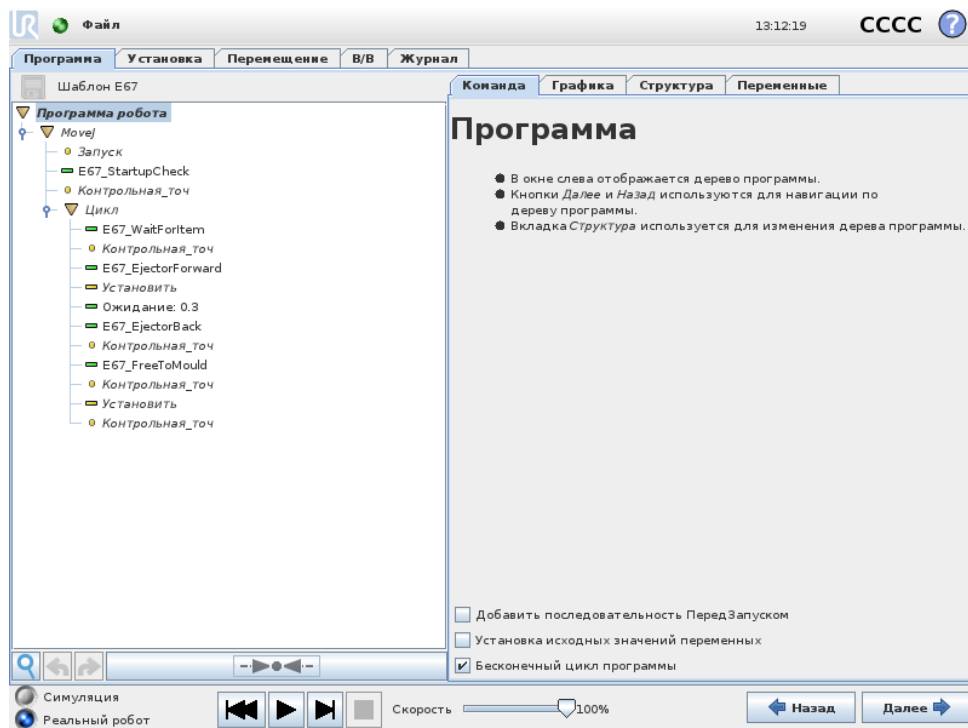 UR Файл 13:12:19 CCCC ?
Программа Установка Перемещение В/В Журнал
Шаблон E67
Команда Графика Структура Переменные
Программа робота
MoveJ
Запуск
E67_StartupCheck
Контрольная_точ
Цикл
E67_WaitForItem
Контрольная_точ
E67_EjectorForward
Установить
Ожидание: 0.3
E67_EjectorBack
Контрольная_точ
E67_FreeToMould
Контрольная_точ
Установить
Контрольная_точ
Программа
В окне слева отображается дерево программы.
Кнопки Далее и Назад используются для навигации по
дереву программы.
Вкладка Структура используется для изменения дерева программы.
Добавить последовательность ПередЗапуском
Установка исходных значений переменных
Бесконечный цикл программы
Симуляция
Реальный робот
Скорость 100%
Назад Далее